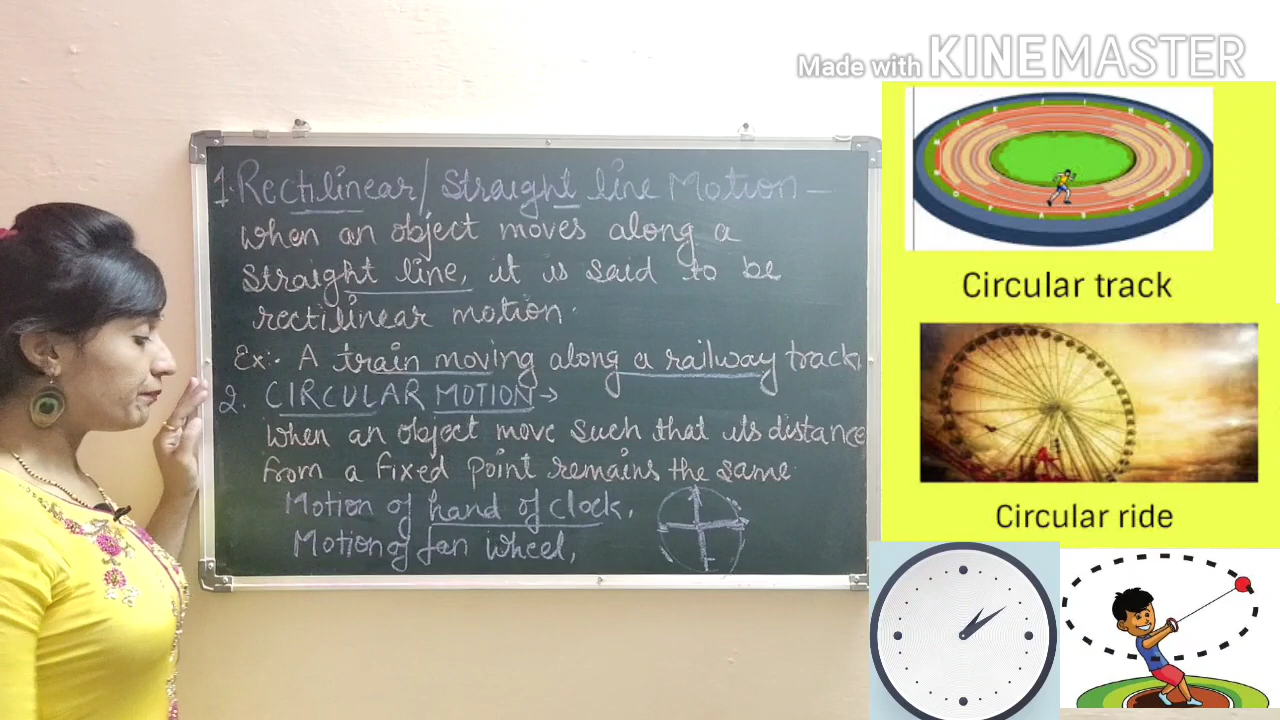 Made with KINEMASTER
1. Rectilinear/Straight line Motion —
When an object moves along a
straight line, it is said to be
rectilinear motion.
Ex:- A train moving along a railway track,
2. CIRCULAR MOTION →
When an object move such that its distance
from a fixed point remains the same.
Motion of hand of clock,
Motion of fan wheel,
Circular track
Circular ride